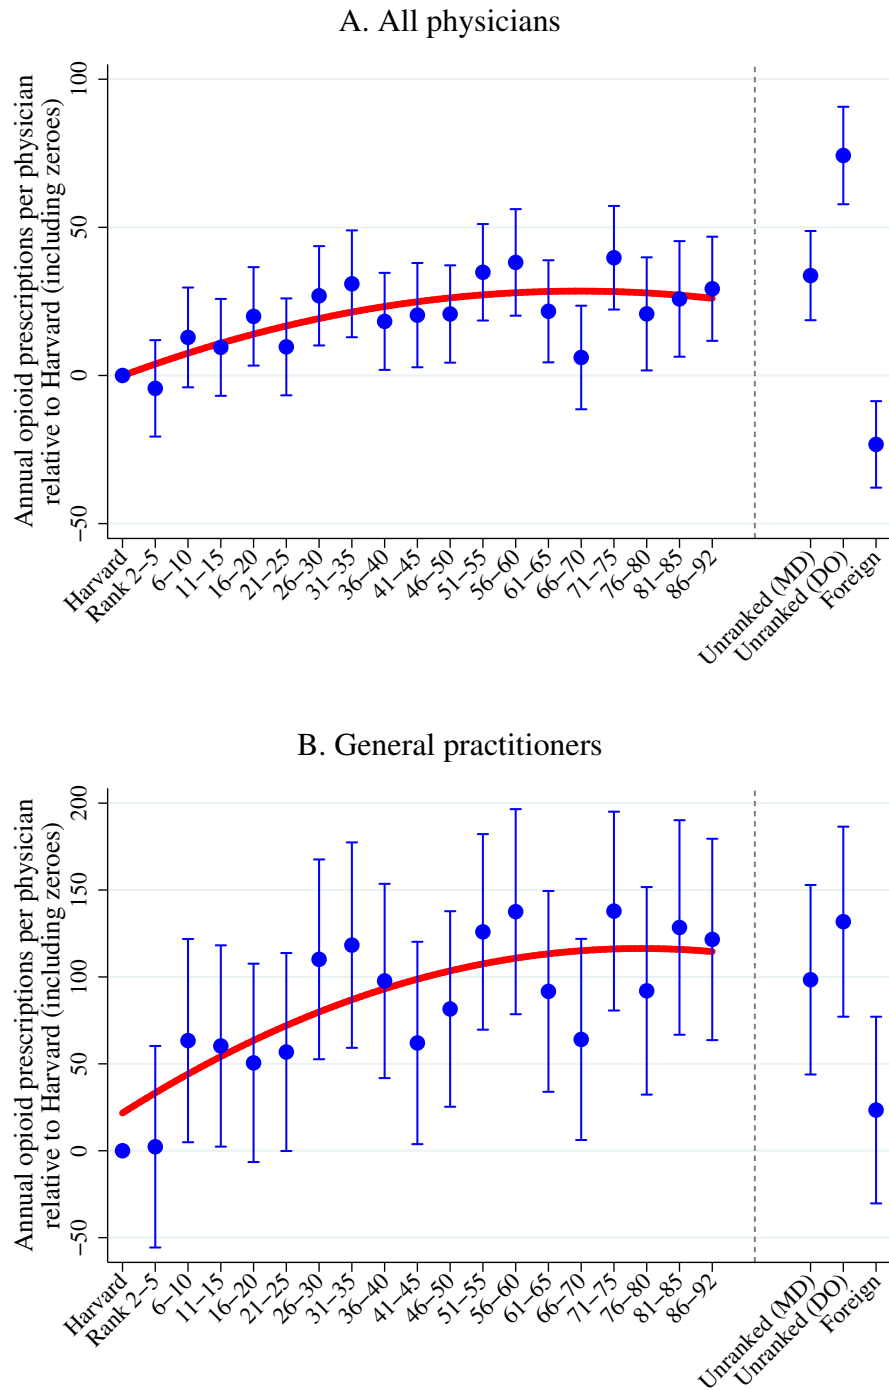 A. All physicians
Annual opioid prescriptions per physician
relative to Harvard (including zeroes)
100
50
0
−50
Harvard
Rank 2−5
6−10
11−15
16−20
21−25
26−30
31−35
36−40
41−45
46−50
51−55
56−60
61−65
66−70
71−75
76−80
81−85
86−92
Unranked (MD)
Unranked (DO)
Foreign
B. General practitioners
Annual opioid prescriptions per physician
relative to Harvard (including zeroes)
200
150
100
50
0
−50
Harvard
Rank 2−5
6−10
11−15
16−20
21−25
26−30
31−35
36−40
41−45
46−50
51−55
56−60
61−65
66−70
71−75
76−80
81−85
86−92
Unranked (MD)
Unranked (DO)
Foreign